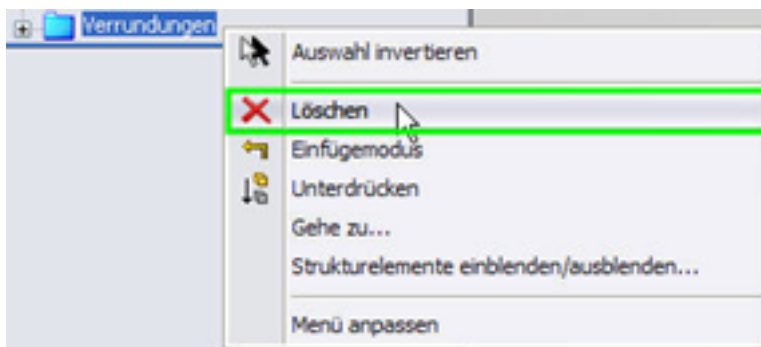 Verrundungen
Auswahl invertieren
Löschen
Einfügemodus
Unterdrücken
Gehe zu...
Strukturelemente einblenden/ausblenden...
Menü anpassen